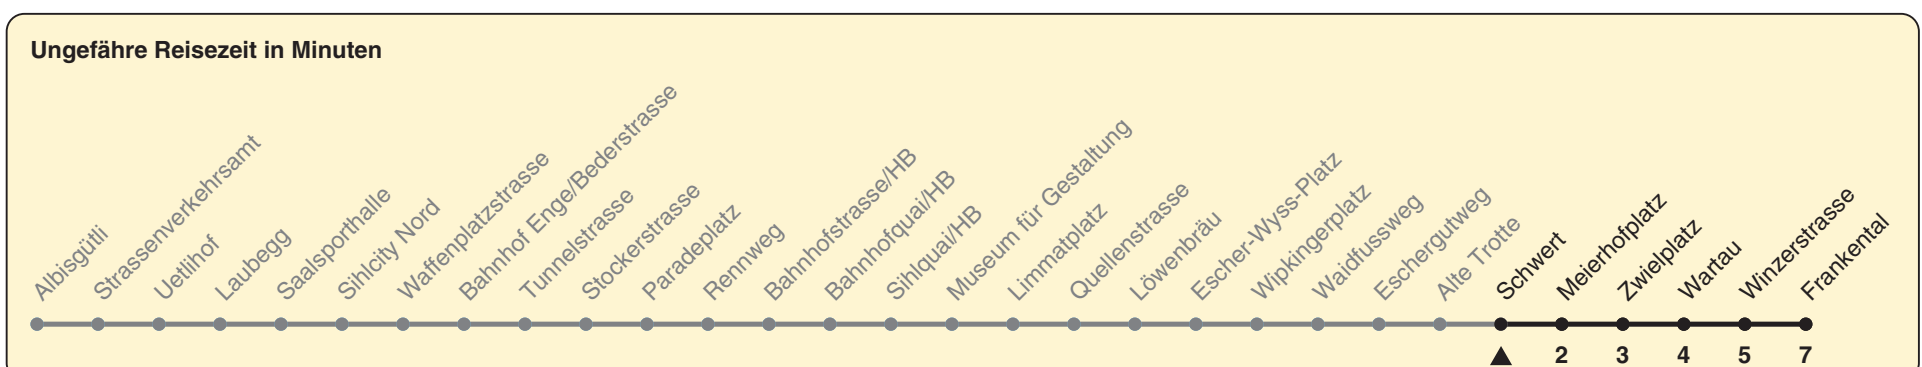 Ungefähre Reisezeit in Minuten
Albisgütli
Strassenverkehrsamt
Uetlihof
Laubegg
Saalsporthalle
Sihlcity Nord
Waffenplatzstrasse
Bahnhof Enge/Bederstrasse
Tunnelstrasse
Stockerstrasse
Paradeplatz
Rennweg
Bahnhofstrasse/HB
Bahnhofquai/HB
Sihlquai/HB
Museum für Gestaltung
Limmatplatz
Quellenstrasse
Löwenbräu
Escher-Wyss-Platz
Wipkingerplatz
Waidfussweg
Eschergutweg
Alte Trotte
Schwert
Meierhofplatz
Zwielplatz
Wartau
Winzerstrasse
Frankental
2 3 4 5 7